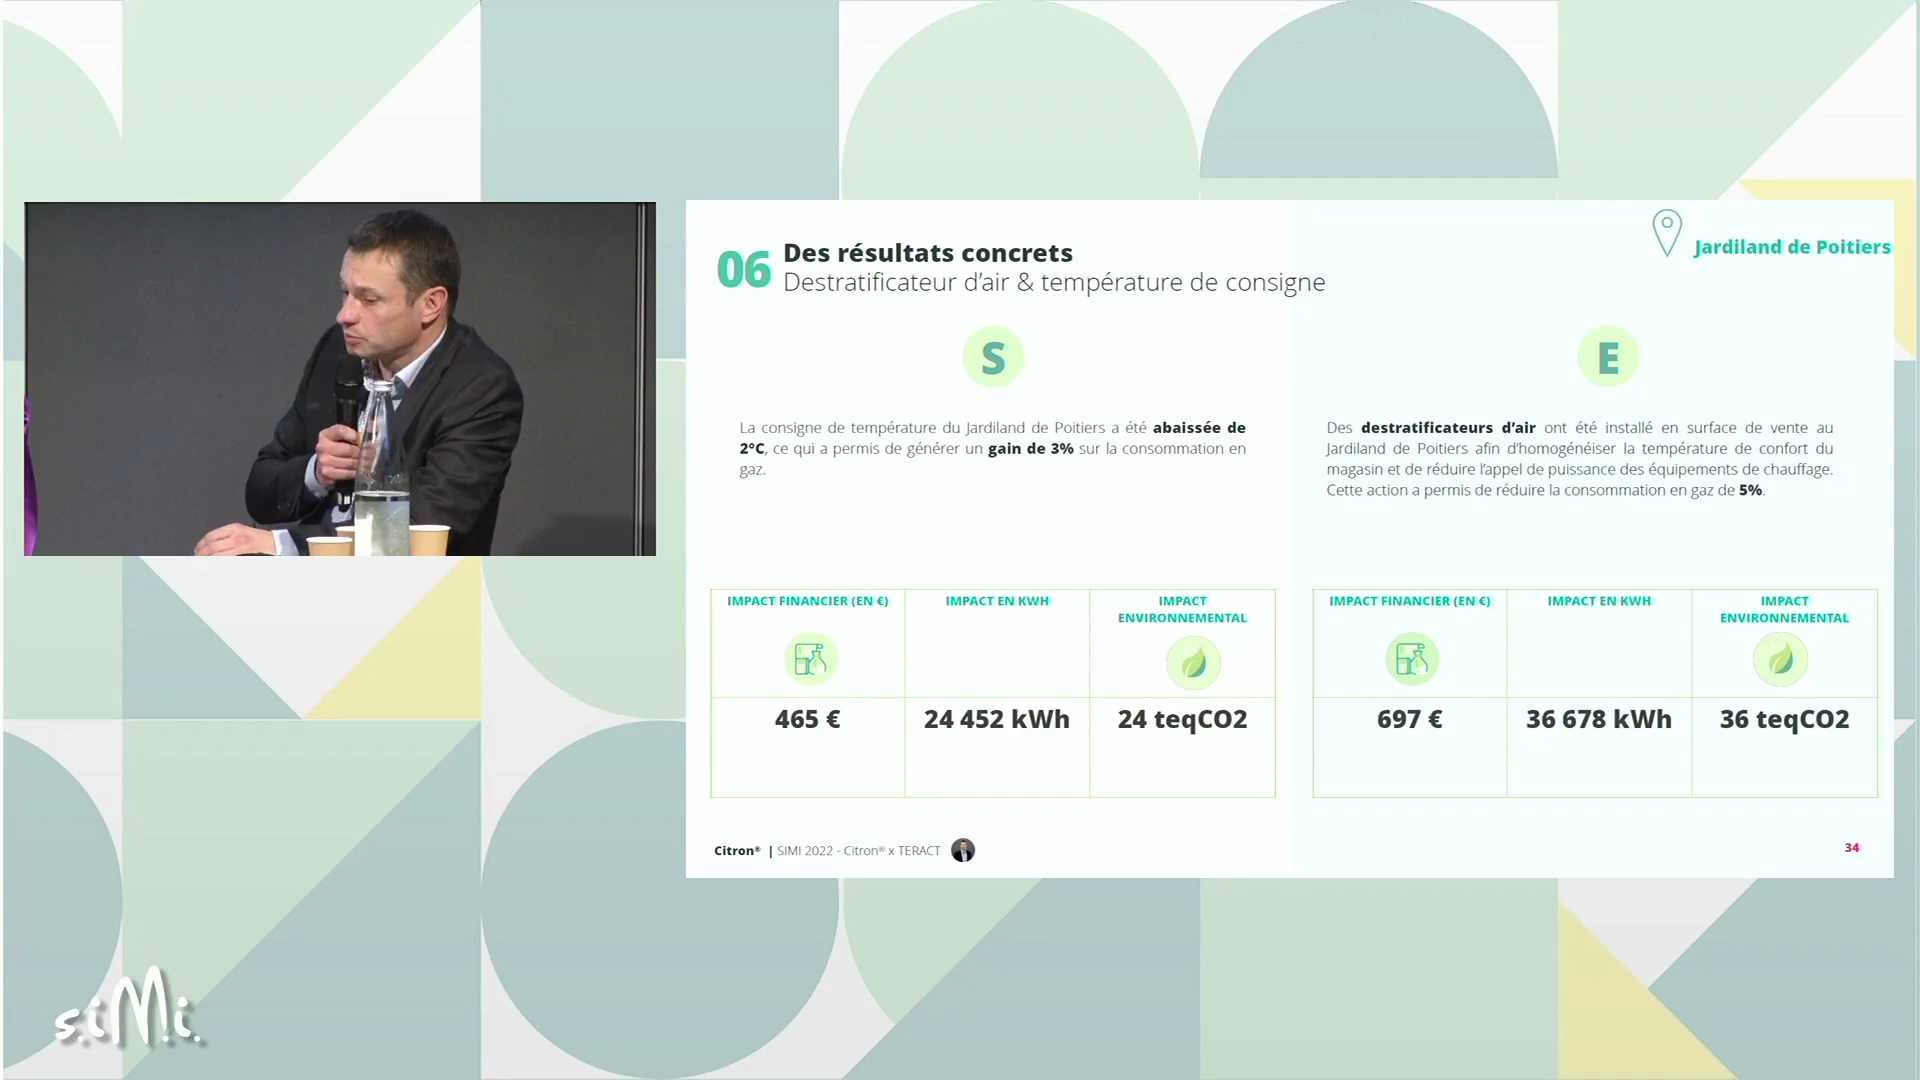 06
Des résultats concrets
Destratificateur d’air & température de consigne
Jardiland de Poitiers
S
La consigne de température du Jardiland de Poitiers a été abaissée de
2°C, ce qui a permis de générer un gain de 3% sur la consommation en
gaz.
IMPACT FINANCIER (EN €)
IMPACT EN KWH
IMPACT
ENVIRONNEMENTAL
465 €
24 452 kWh
24 teqCO2
E
Des destratificateurs d’air ont été installé en surface de vente au
Jardiland de Poitiers afin d’homogénéiser la température de confort du
magasin et de réduire l’appel de puissance des équipements de chauffage.
Cette action a permis de réduire la consommation en gaz de 5%.
IMPACT FINANCIER (EN €)
IMPACT EN KWH
IMPACT
ENVIRONNEMENTAL
697 €
36 678 kWh
36 teqCO2
Citron® | SIMI 2022 - Citron® x TERACT
34
siMi